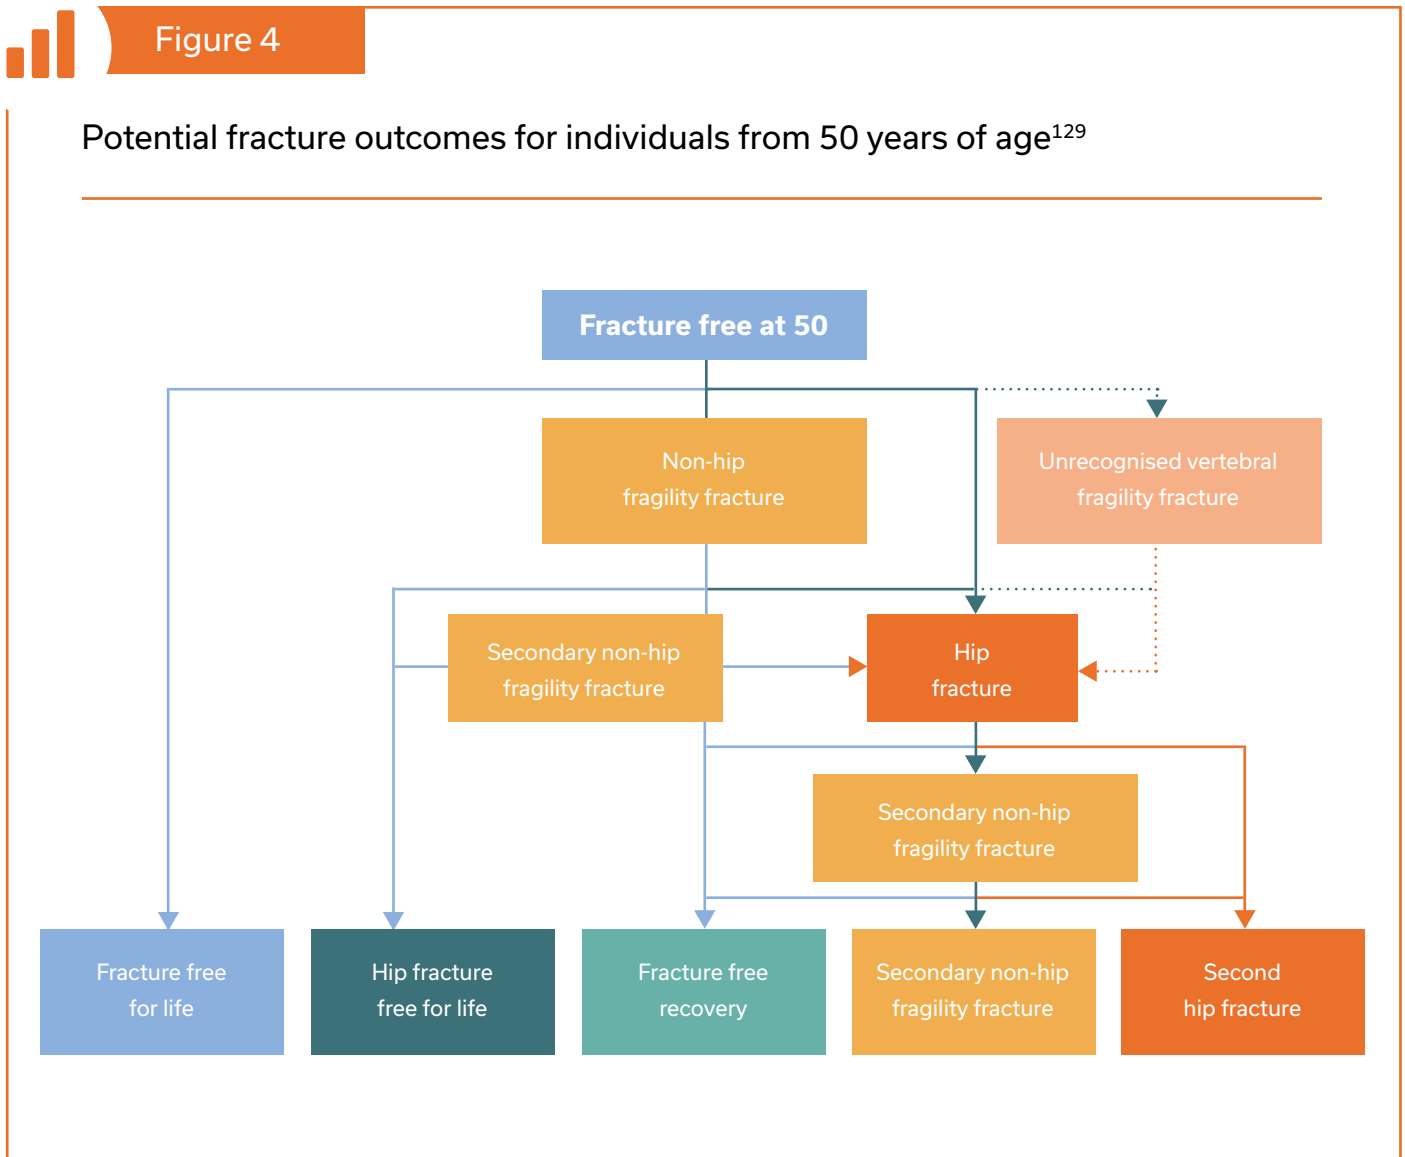 Figure 4
Potential fracture outcomes for individuals from 50 years of age¹²⁹
Fracture free at 50
Non-hip
fragility fracture
Unrecognised vertebral
fragility fracture
Secondary non-hip
fragility fracture
Hip
fracture
Secondary non-hip
fragility fracture
Fracture free
for life
Hip fracture
free for life
Fracture free
recovery
Secondary non-hip
fragility fracture
Second
hip fracture